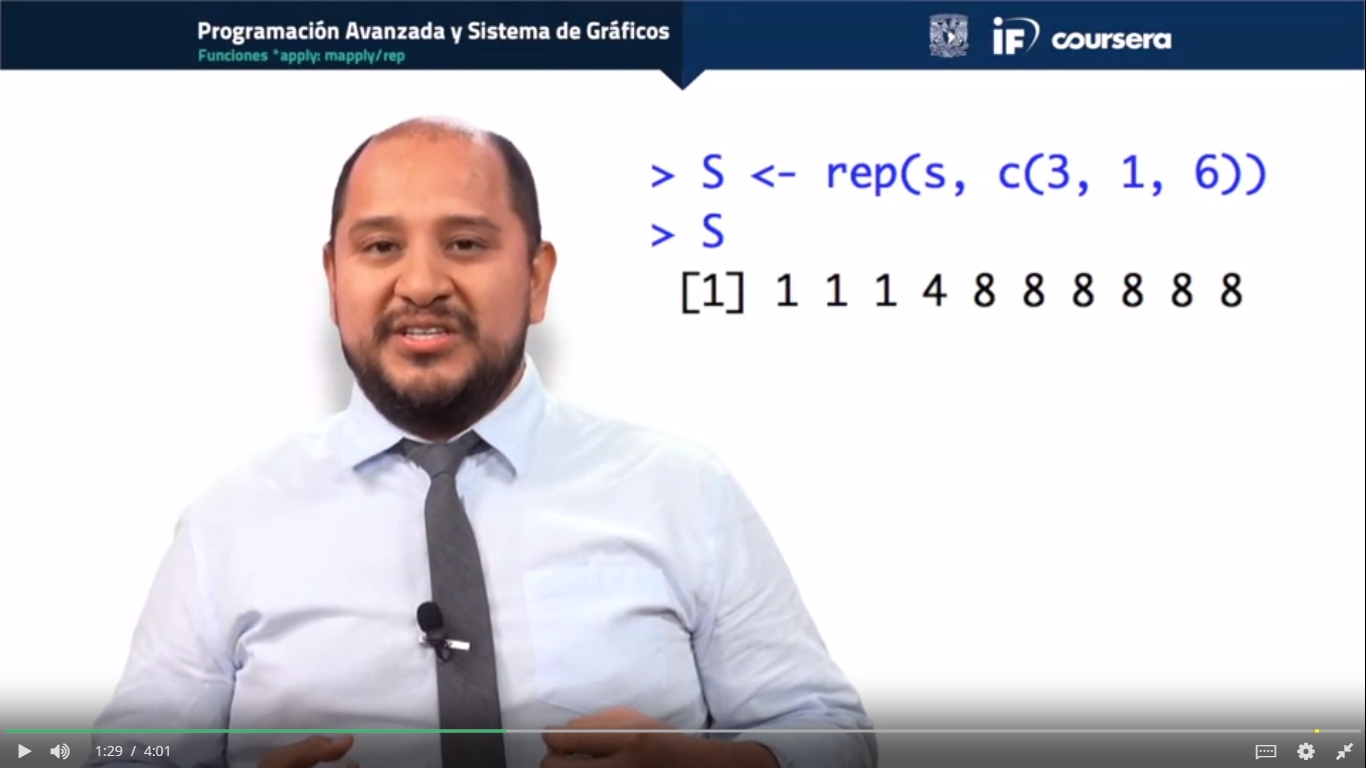 Programación Avanzada y Sistema de Gráficos
Funciones *apply: mapply/rep
iF) coursera
> S <- rep(s, c(3, 1, 6))
> S
[1] 1 1 1 4 8 8 8 8 8 8
1:29 / 4:01